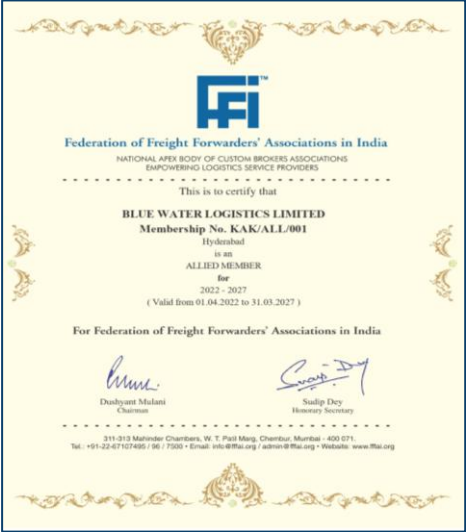 FFFAi™
Federation of Freight Forwarders' Associations in India
NATIONAL APEX BODY OF CUSTOM BROKERS ASSOCIATIONS
EMPOWERING LOGISTICS SERVICE PROVIDERS
This is to certify that
BLUE WATER LOGISTICS LIMITED
Membership No. KAK/ALL/001
Hyderabad
is an
ALLIED MEMBER
for
2022 - 2027
( Valid from 01.04.2022 to 31.03.2027 )
For Federation of Freight Forwarders' Associations in India
Dushyant Mulani
Chairman
Sudip Dey
Honorary Secretary
311-313 Mahinder Chambers, W. T. Patil Marg, Chembur, Mumbai - 400 071.
Tel.: +91-22-67107495 / 96 / 7500 • Email: info@fffai.org / admin@fffai.org • Website: www.fffai.org